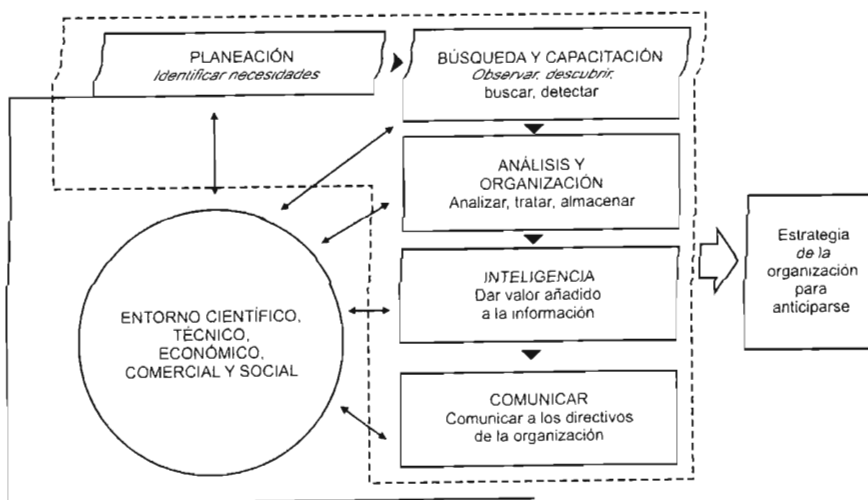 PLANEACIÓN
Identificar necesidades
BÚSQUEDA Y CAPACITACIÓN
Observar, descubrir,
buscar, detectar
ANÁLISIS Y
ORGANIZACIÓN
Analizar, tratar, almacenar
INTELIGENCIA
Dar valor añadido
a la información
COMUNICAR
Comunicar a los directivos
de la organización
ENTORNO CIENTÍFICO,
TÉCNICO,
ECONÓMICO,
COMERCIAL Y SOCIAL
Estrategia
de la
organización
para
anticiparse